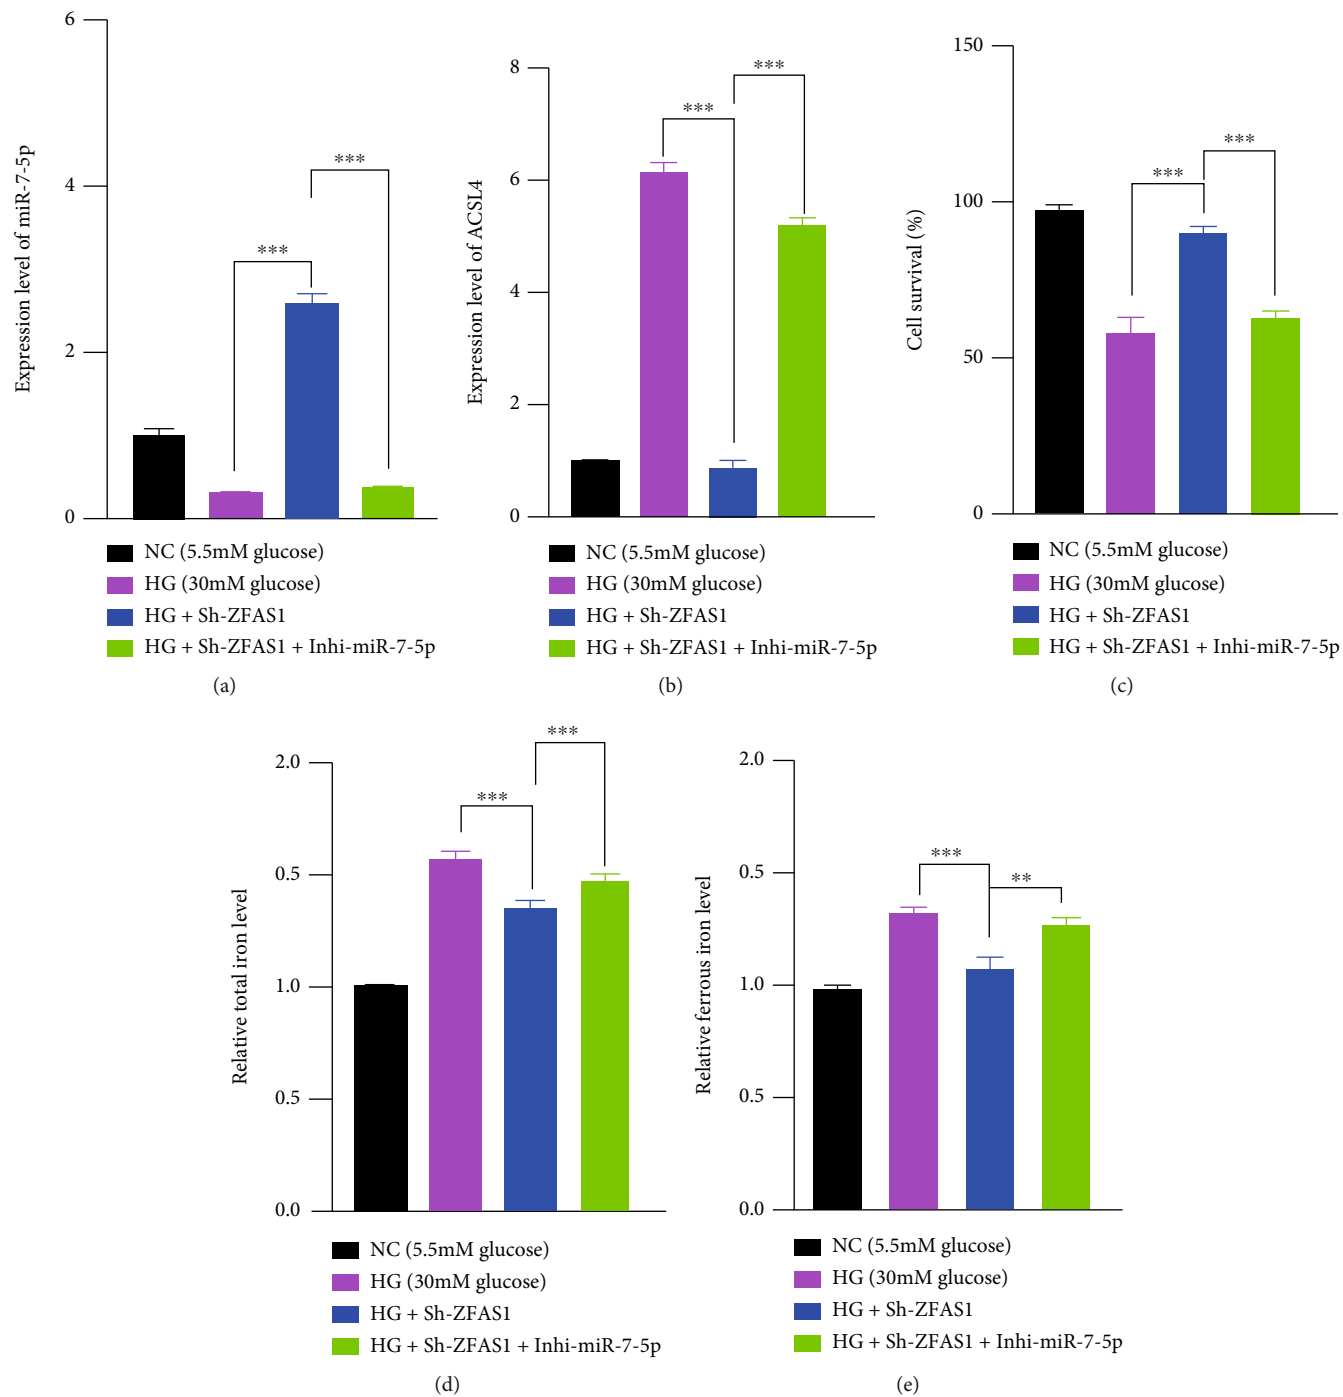 Expression level of miR-7-5p
6
4
2
0
***
***
NC (5.5mM glucose)
HG (30mM glucose)
HG + Sh-ZFAS1
HG + Sh-ZFAS1 + Inhi-miR-7-5p
(a)
Expression level of ACSL4
8
6
4
2
0
***
***
NC (5.5mM glucose)
HG (30mM glucose)
HG + Sh-ZFAS1
HG + Sh-ZFAS1 + Inhi-miR-7-5p
(b)
Cell survival (%)
150
100
50
0
***
***
NC (5.5mM glucose)
HG (30mM glucose)
HG + Sh-ZFAS1
HG + Sh-ZFAS1 + Inhi-miR-7-5p
(c)
Relative total iron level
2.0
0.5
1.0
0.5
0.0
***
***
NC (5.5mM glucose)
HG (30mM glucose)
HG + Sh-ZFAS1
HG + Sh-ZFAS1 + Inhi-miR-7-5p
(d)
Relative ferrous iron level
2.0
0.5
1.0
0.5
0.0
***
**
NC (5.5mM glucose)
HG (30mM glucose)
HG + Sh-ZFAS1
HG + Sh-ZFAS1 + Inhi-miR-7-5p
(e)